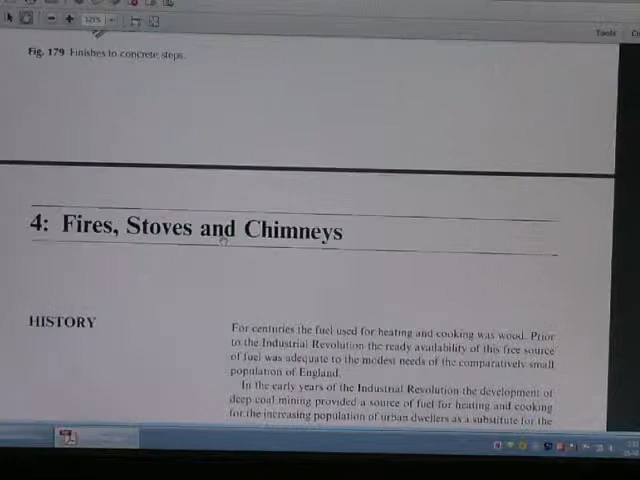 Tools
Fig. 179 Finishes to concrete steps.
4: Fires, Stoves and Chimneys
HISTORY
For centuries the fuel used for heating and cooking was wood. Prior
to the Industrial Revolution the ready availability of this free source
of fuel was adequate to the modest needs of the comparatively small
population of England.
In the early years of the Industrial Revolution the development of
deep coal mining provided a source of fuel for heating and cooking
for the increasing population of urban dwellers as a substitute for the